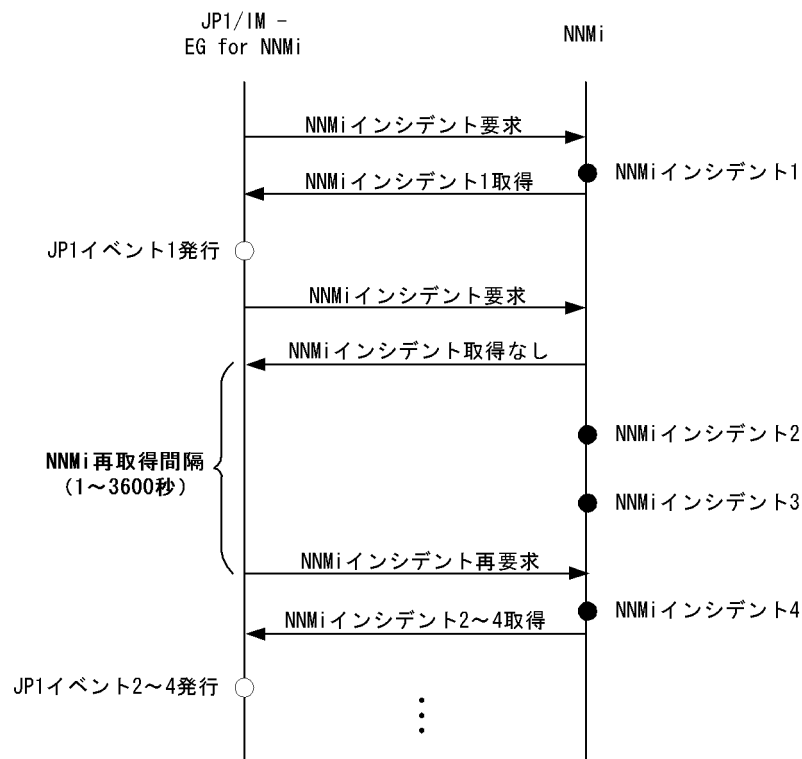 JP1/IM -
EG for NNMi
NNMi
NNMiインシデント要求
NNMiインシデント1
NNMiインシデント1取得
JP1イベント1発行
NNMiインシデント要求
NNMiインシデント取得なし
NNMiインシデント2
NNMi再取得間隔
(1～3600秒)
NNMiインシデント3
NNMiインシデント再要求
NNMiインシデント4
NNMiインシデント2～4取得
JP1イベント2～4発行